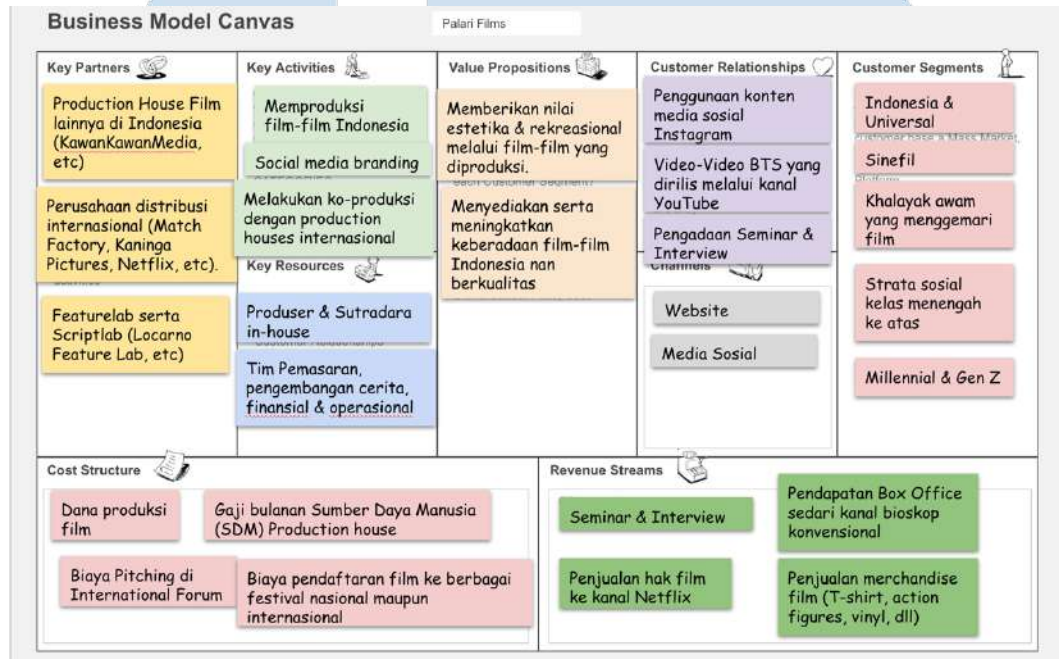 Business Model Canvas
Palari Films
Key Partners
Production House Film
lainnya di Indonesia
(KawanKawanMedia,
etc)
Perusahaan distribusi
internasional (Match
Factory, Kaninga
Pictures, Netflix, etc).
Featurelab serta
Scriptlab (Locarno
Feature Lab, etc)
Key Activities
Memproduksi
film-film Indonesia
Social media branding
Melakukan ko-produksi
dengan production
houses internasional
Key Resources
Produser & Sutradara
in-house
Customer Relationships
Tim Pemasaran,
pengembangan cerita,
finansial & operasional
Value Propositions
Memberikan nilai
estetika & rekreasional
melalui film-film yang
diproduksi.
each Customer Segment?
Menyediakan serta
meningkatkan
keberadaan film-film
Indonesia nan
berkualitas
Customer Relationships
Penggunaan konten
media sosial
Instagram
Video-Video BTS yang
dirilis melalui kanal
YouTube
Pengadaan Seminar &
Interview
Channels
Website
Media Sosial
Customer Segments
Indonesia &
Universal
Sinefil
Platform
Khalayak awam
yang menggemari
film
Strata sosial
kelas menengah
ke atas
Millennial & Gen Z
Cost Structure
Dana produksi
film
Gaji bulanan Sumber Daya Manusia
(SDM) Production house
Biaya Pitching di
International Forum
Biaya pendaftaran film ke berbagai
festival nasional maupun
internasional
Revenue Streams
Seminar & Interview
Pendapatan Box Office
sedari kanal bioskop
konvensional
Penjualan hak film
ke kanal Netflix
Penjualan merchandise
film (T-shirt, action
figures, vinyl, dll)